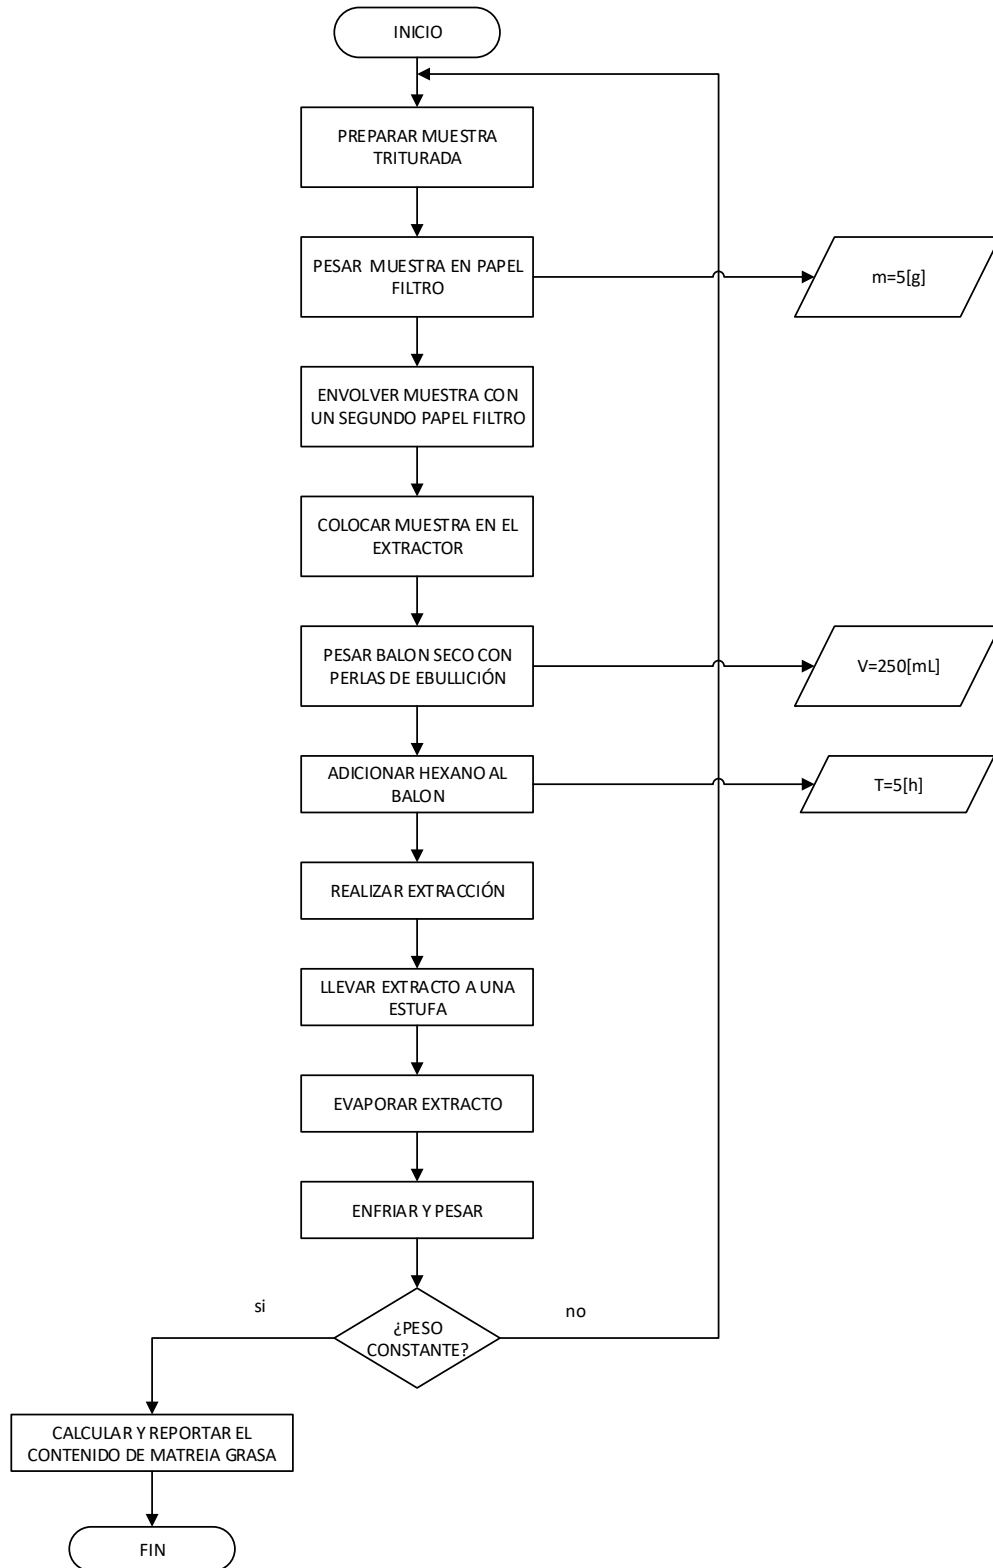 INICIO
PREPARAR MUESTRA
TRITURADA
PESAR MUESTRA EN PAPEL
FILTRO
m=5[g]
ENVOLVER MUESTRA CON
UN SEGUNDO PAPEL FILTRO
COLOCAR MUESTRA EN EL
EXTRACTOR
PESAR BALON SECO CON
PERLAS DE EBULLICIÓN
V=250[mL]
ADICIONAR HEXANO AL
BALON
T=5[h]
REALIZAR EXTRACCIÓN
LLEVAR EXTRACTO A UNA
ESTUFA
EVAPORAR EXTRACTO
ENFRIAR Y PESAR
si
no
¿PESO
CONSTANTE?
CALCULAR Y REPORTAR EL
CONTENIDO DE MATREIA GRASA
FIN